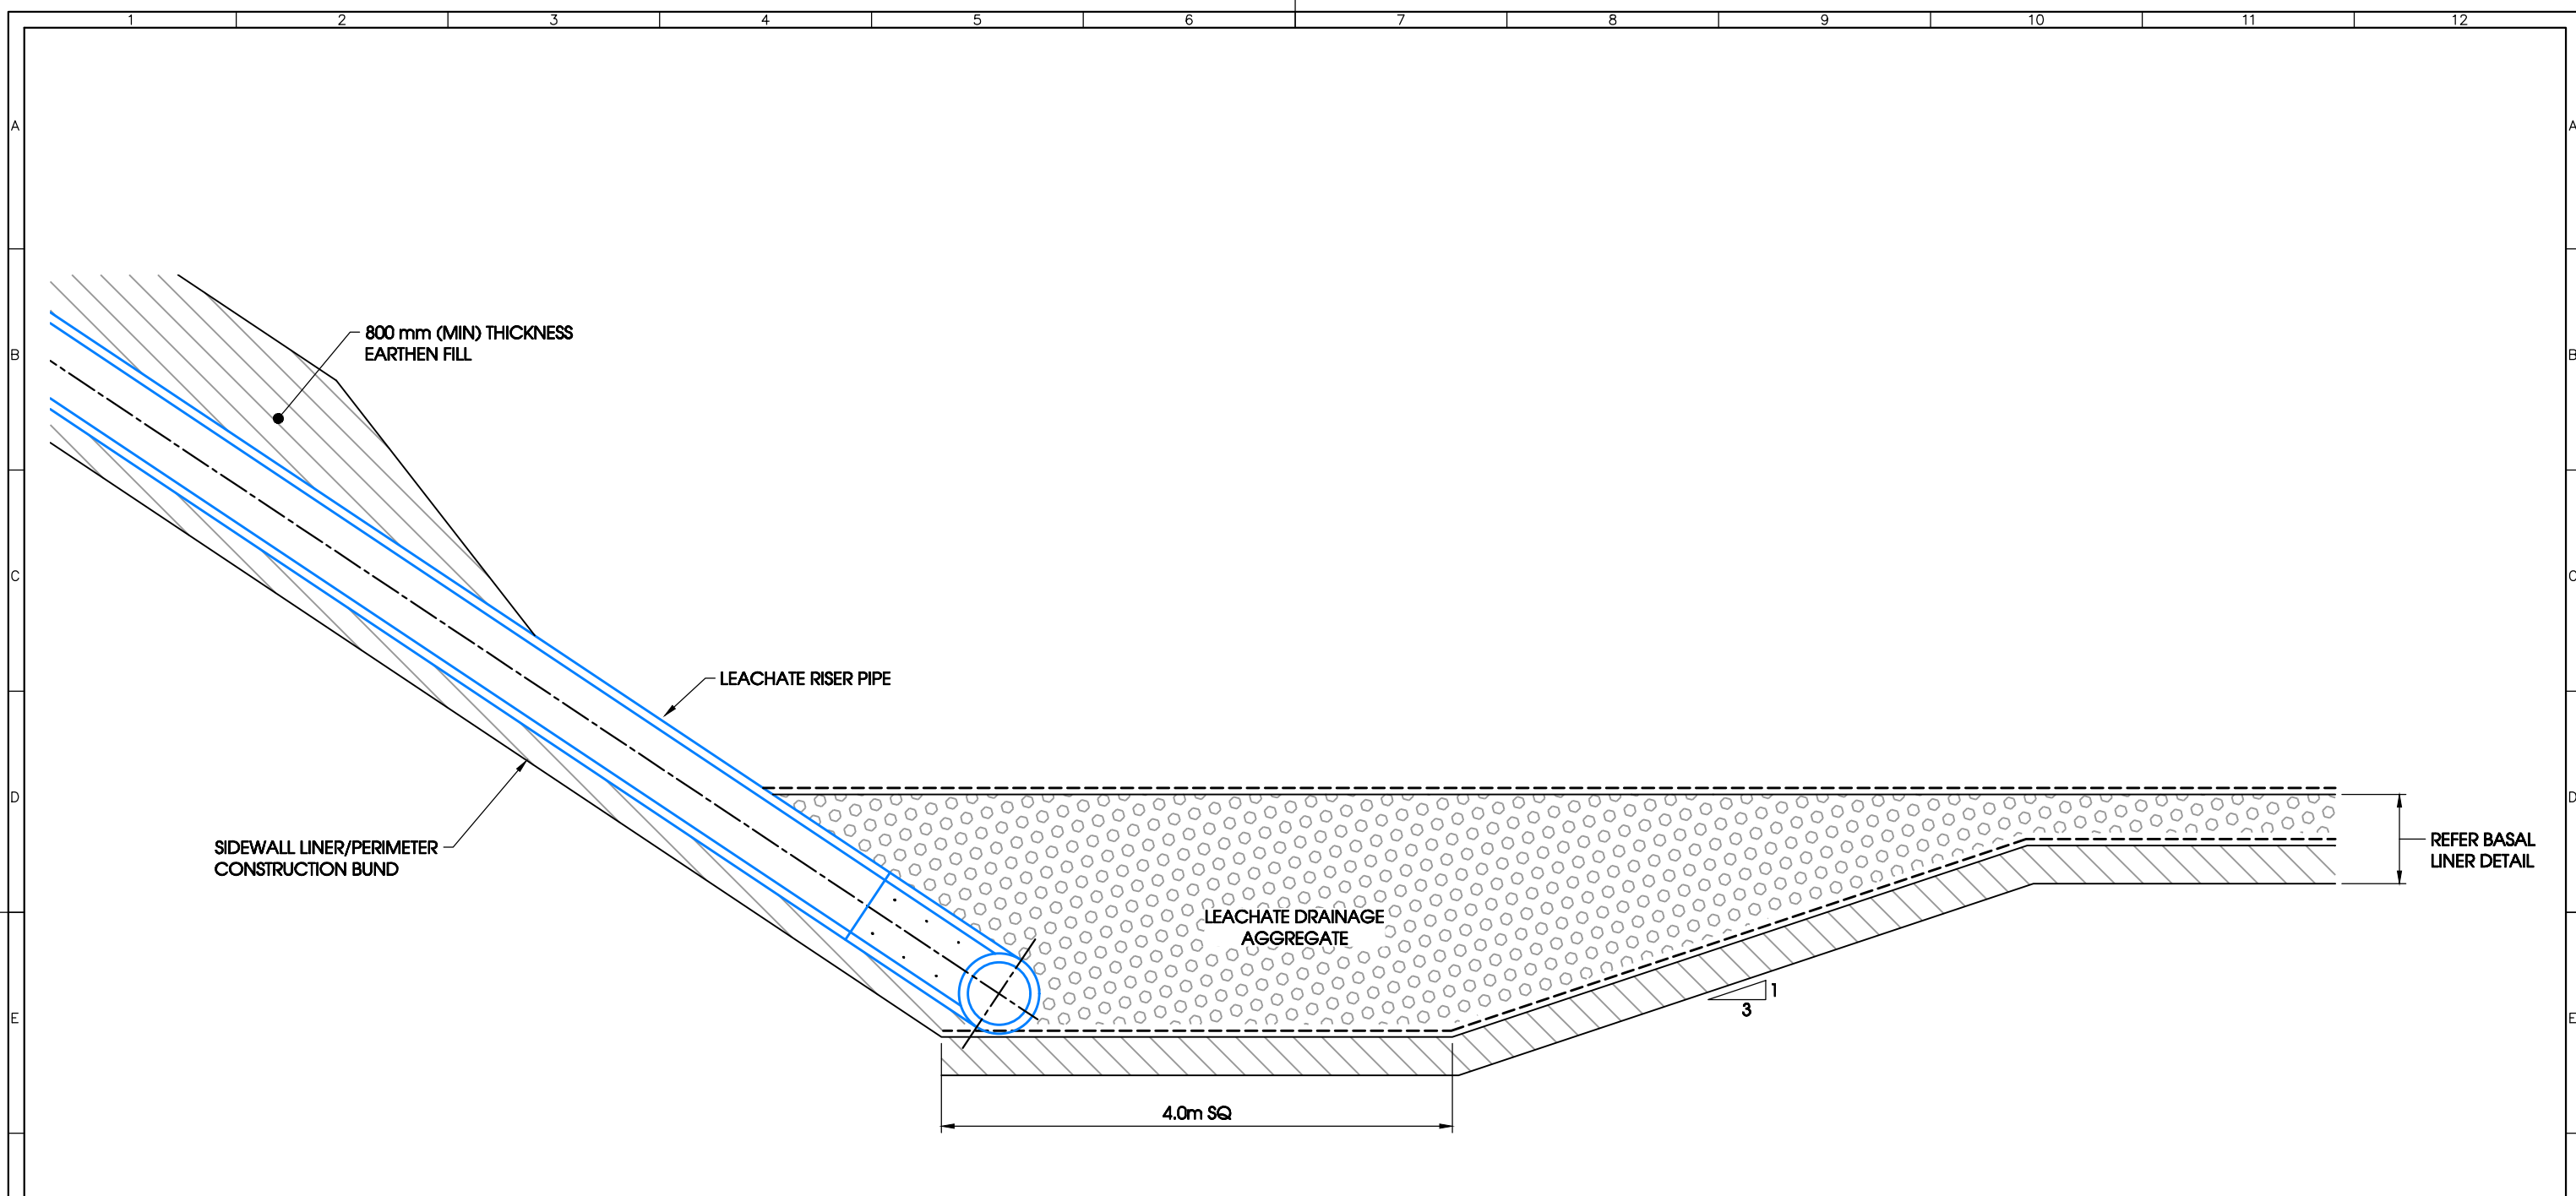 1 2 3 4 5 6 7 8 9 10 11 12
A A
B B
800 mm (MIN) THICKNESS
EARTHEN FILL
C C
LEACHATE RISER PIPE
D D
SIDEWALL LINER/PERIMETER
CONSTRUCTION BUND
REFER BASAL
LINER DETAIL
LEACHATE DRAINAGE
AGGREGATE
1
3
E E
4.0m SQ